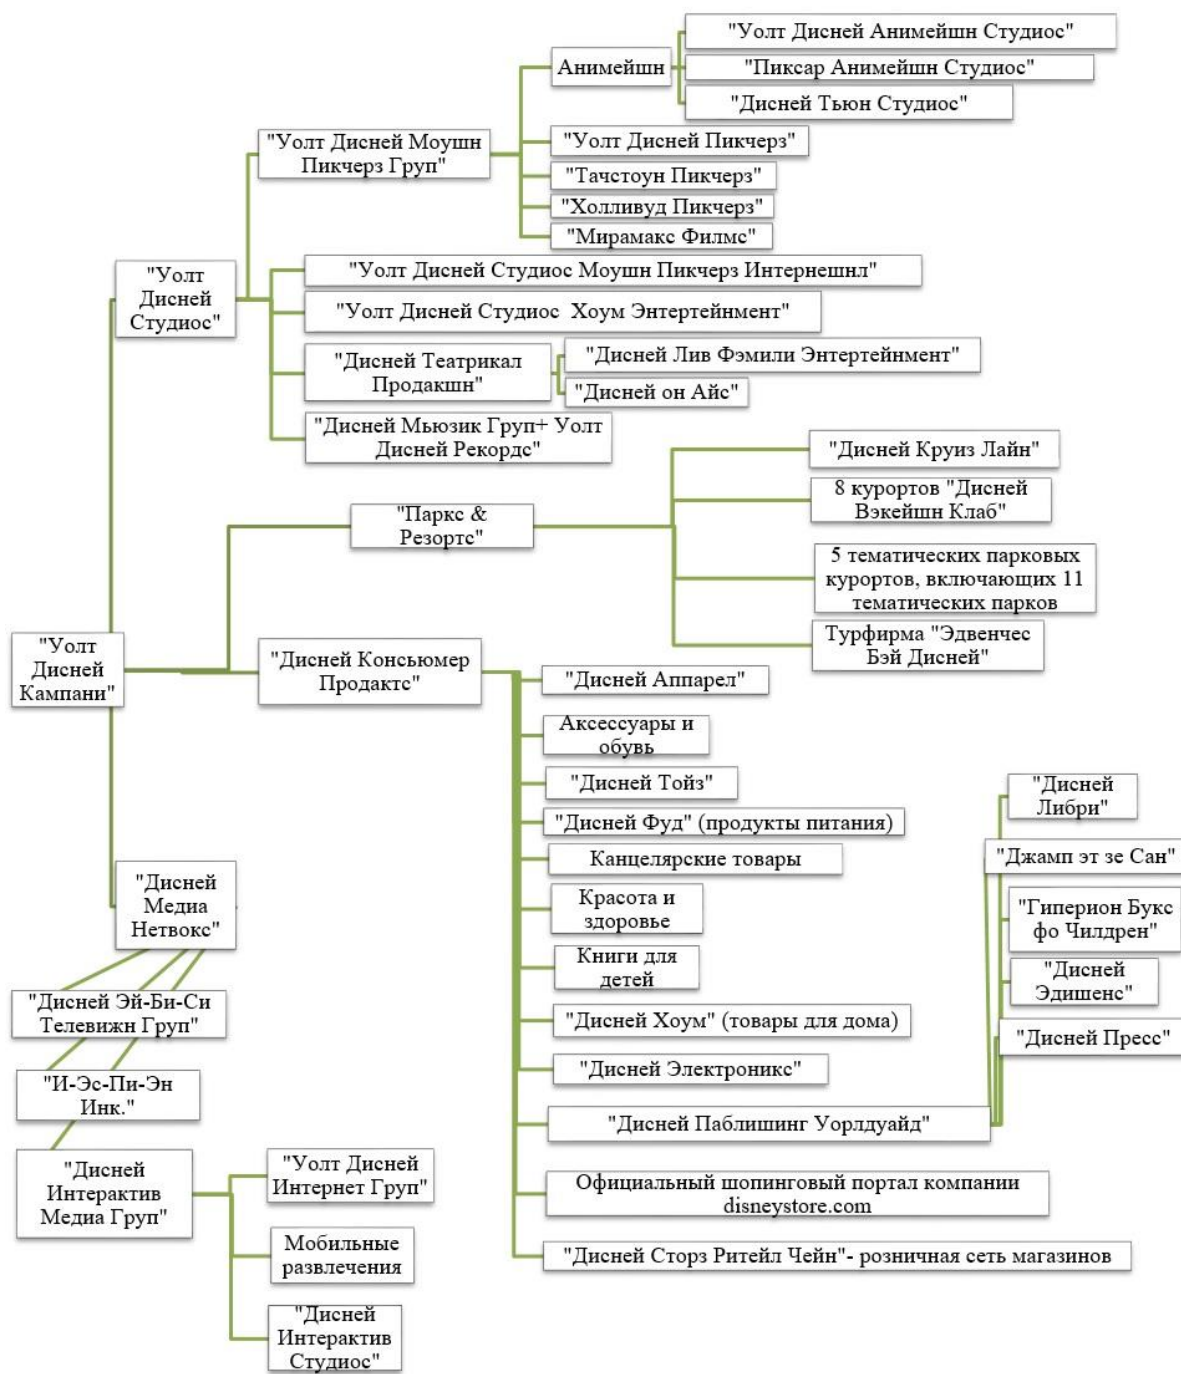 "Уолт Дисней Анимейшн Студиос"
Анимейшн
"Пиксар Анимейшн Студиос"
"Дисней Тьюн Студиос"
"Уолт Дисней Моушн
Пикчерз Груп"
"Уолт Дисней Пикчерз"
"Тачстоун Пикчерз"
"Холливуд Пикчерз"
"Мирамакс Филмс"
"Уолт
Дисней
Студиос"
"Уолт Дисней Студиос Моушн Пикчерз Интернешнл"
"Уолт Дисней Студиос  Хоум Энтертейнмент"
"Дисней Театрикал
Продакшн"
"Дисней Лив Фэмили Энтертейнмент"
"Дисней он Айс"
"Дисней Мьюзик Груп+ Уолт
Дисней Рекордс"
"Дисней Круиз Лайн"
"Паркс &
Резортс"
8 курортов "Дисней
Вэкейшн Клаб"
5 тематических парковых
курортов, включающих 11
тематических парков
Турфирма "Эдвенчес
Бэй Дисней"
"Уолт
Дисней
Кампани"
"Дисней Консьюмер
Продактс"
"Дисней Аппарел"
Аксессуары и
обувь
"Дисней Тойз"
"Дисней Фуд" (продукты питания)
Канцелярские товары
Красота и
здоровье
Книги для
детей
"Дисней Хоум" (товары для дома)
"Дисней Электроникс"
"Дисней Паблишинг Уорлдуайд"
"Дисней
Либри"
"Джамп эт зе Сан"
"Гиперион Букс
фо Чилдрен"
"Дисней
Эдишенс"
"Дисней Пресс"
Официальный шопинговый портал компании
disneystore.com
"Дисней Сторз Ритейл Чейн"- розничная сеть магазинов
"Дисней
Медиа
Нетвокс"
"Дисней Эй-Би-Си
Телевижн Груп"
"И-Эс-Пи-Эн
Инк."
"Дисней
Интерактив
Медиа Груп"
"Уолт Дисней
Интернет Груп"
Мобильные
развлечения
"Дисней
Интерактив
Студиос"